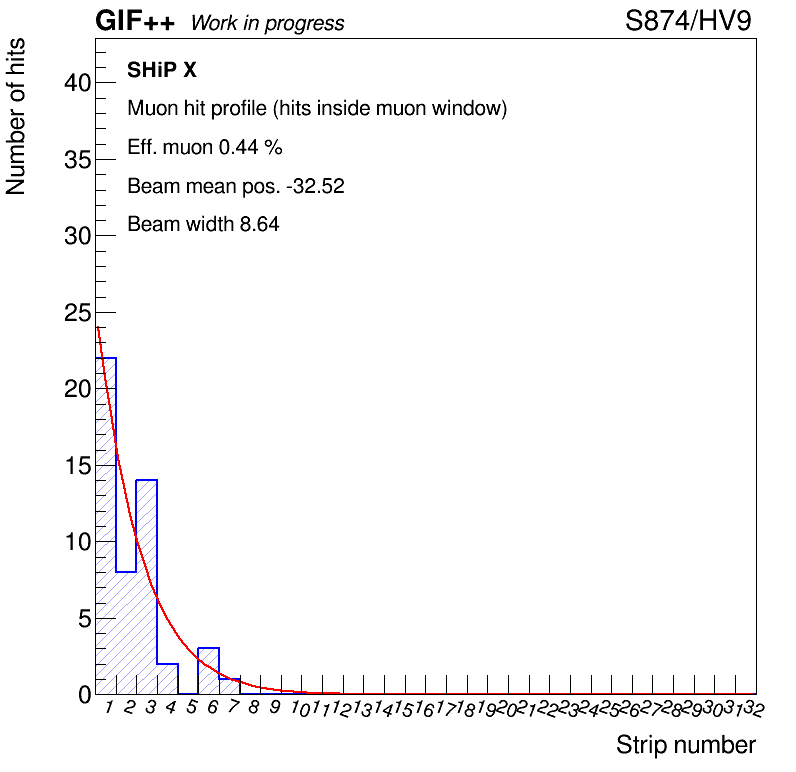 GIF++ Work in progress S874/HV9
Number of hits
SHiP X
Muon hit profile (hits inside muon window)
Eff. muon 0.44 %
Beam mean pos. -32.52
Beam width 8.64
40
35
30
25
20
15
10
5
0
1 2 3 4 5 6 7 8 9 10 11 12 13 14 15 16 17 18 19 20 21 22 23 24 25 26 27 28 29 30 31 32
Strip number